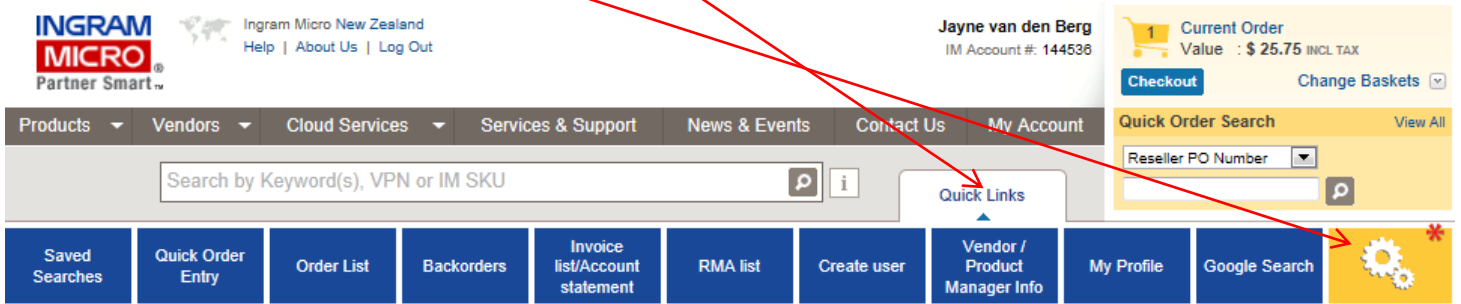 INGRAM
MICRO ®
Partner Smart™
Ingram Micro New Zealand
Help | About Us | Log Out
Jayne van den Berg
IM Account #: 144536
1
Current Order
Value : $ 25.75 INCL TAX
Checkout
Change Baskets
Products
Vendors
Cloud Services
Services & Support
News & Events
Contact Us
My Account
Quick Order Search
View All
Reseller PO Number
Search by Keyword(s), VPN or IM SKU
i
Quick Links
Saved
Searches
Quick Order
Entry
Order List
Backorders
Invoice
list/Account
statement
RMA list
Create user
Vendor /
Product
Manager Info
My Profile
Google Search
*